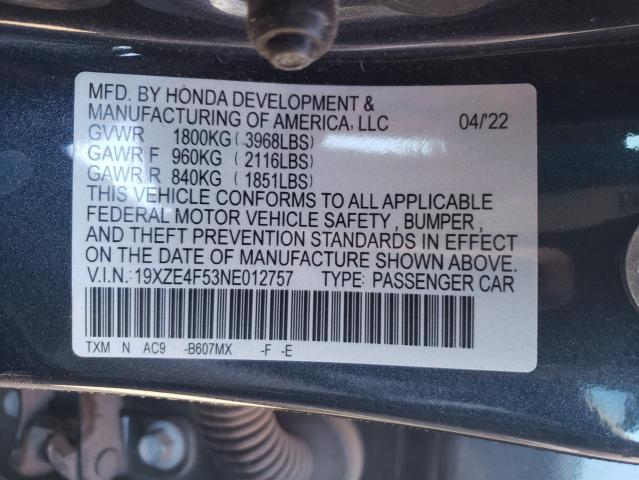 MFD. BY HONDA DEVELOPMENT &
MANUFACTURING OF AMERICA, LLC 04/'22
GVWR 1800KG (3968LBS)
GAWR F 960KG (2116LBS)
GAWR R 840KG (1851LBS)
THIS VEHICLE CONFORMS TO ALL APPLICABLE
FEDERAL MOTOR VEHICLE SAFETY, BUMPER,
AND THEFT PREVENTION STANDARDS IN EFFECT
ON THE DATE OF MANUFACTURE SHOWN ABOVE.
V.I.N.:19XZE4F53NE012757 TYPE: PASSENGER CAR
TXM N AC9 -B607MX -F -E